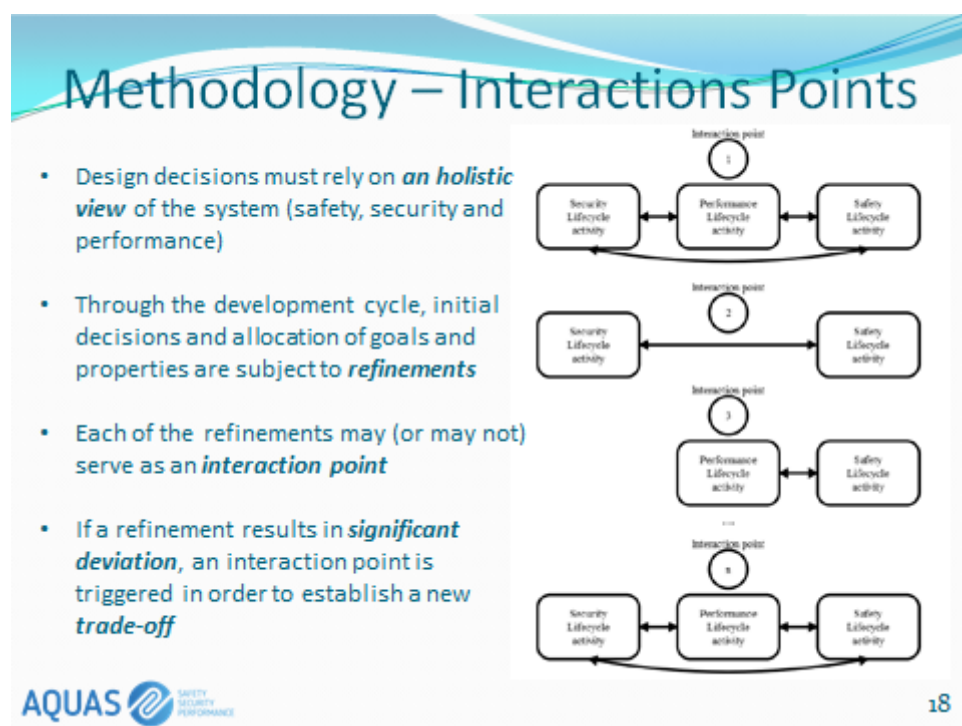 Methodology – Interactions Points
• Design decisions must rely on an holistic
view of the system (safety, security and
performance)
• Through the development cycle, initial
decisions and allocation of goals and
properties are subject to refinements
• Each of the refinements may (or may not)
serve as an interaction point
• If a refinement results in significant
deviation, an interaction point is
triggered in order to establish a new
trade-off
Interaction point
1
Security
Lifecycle
activity
Performance
Lifecycle
activity
Safety
Lifecycle
activity
Interaction point
2
Security
Lifecycle
activity
Safety
Lifecycle
activity
Interaction point
3
Performance
Lifecycle
activity
Safety
Lifecycle
activity
....
Interaction point
n
Security
Lifecycle
activity
Performance
Lifecycle
activity
Safety
Lifecycle
activity
AQUAS
SAFETY
SECURITY
PERFORMANCE
18